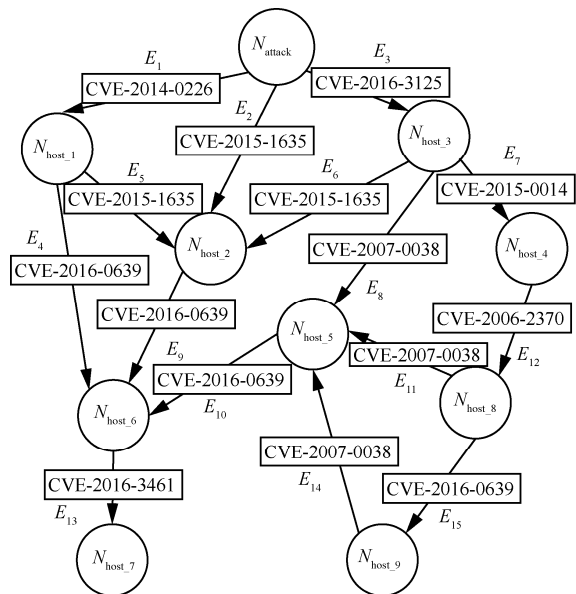 N_attack
E_1
E_3
CVE-2014-0226
CVE-2016-3125
E_2
N_host_1
CVE-2015-1635
N_host_3
E_5
E_6
E_7
CVE-2015-1635
CVE-2015-1635
CVE-2015-0014
E_4
N_host_2
CVE-2007-0038
N_host_4
CVE-2016-0639
E_8
CVE-2016-0639
N_host_5
CVE-2006-2370
E_9
CVE-2007-0038
E_12
CVE-2016-0639
E_11
E_10
N_host_6
N_host_8
CVE-2007-0038
CVE-2016-3461
E_14
CVE-2016-0639
E_13
E_15
N_host_7
N_host_9